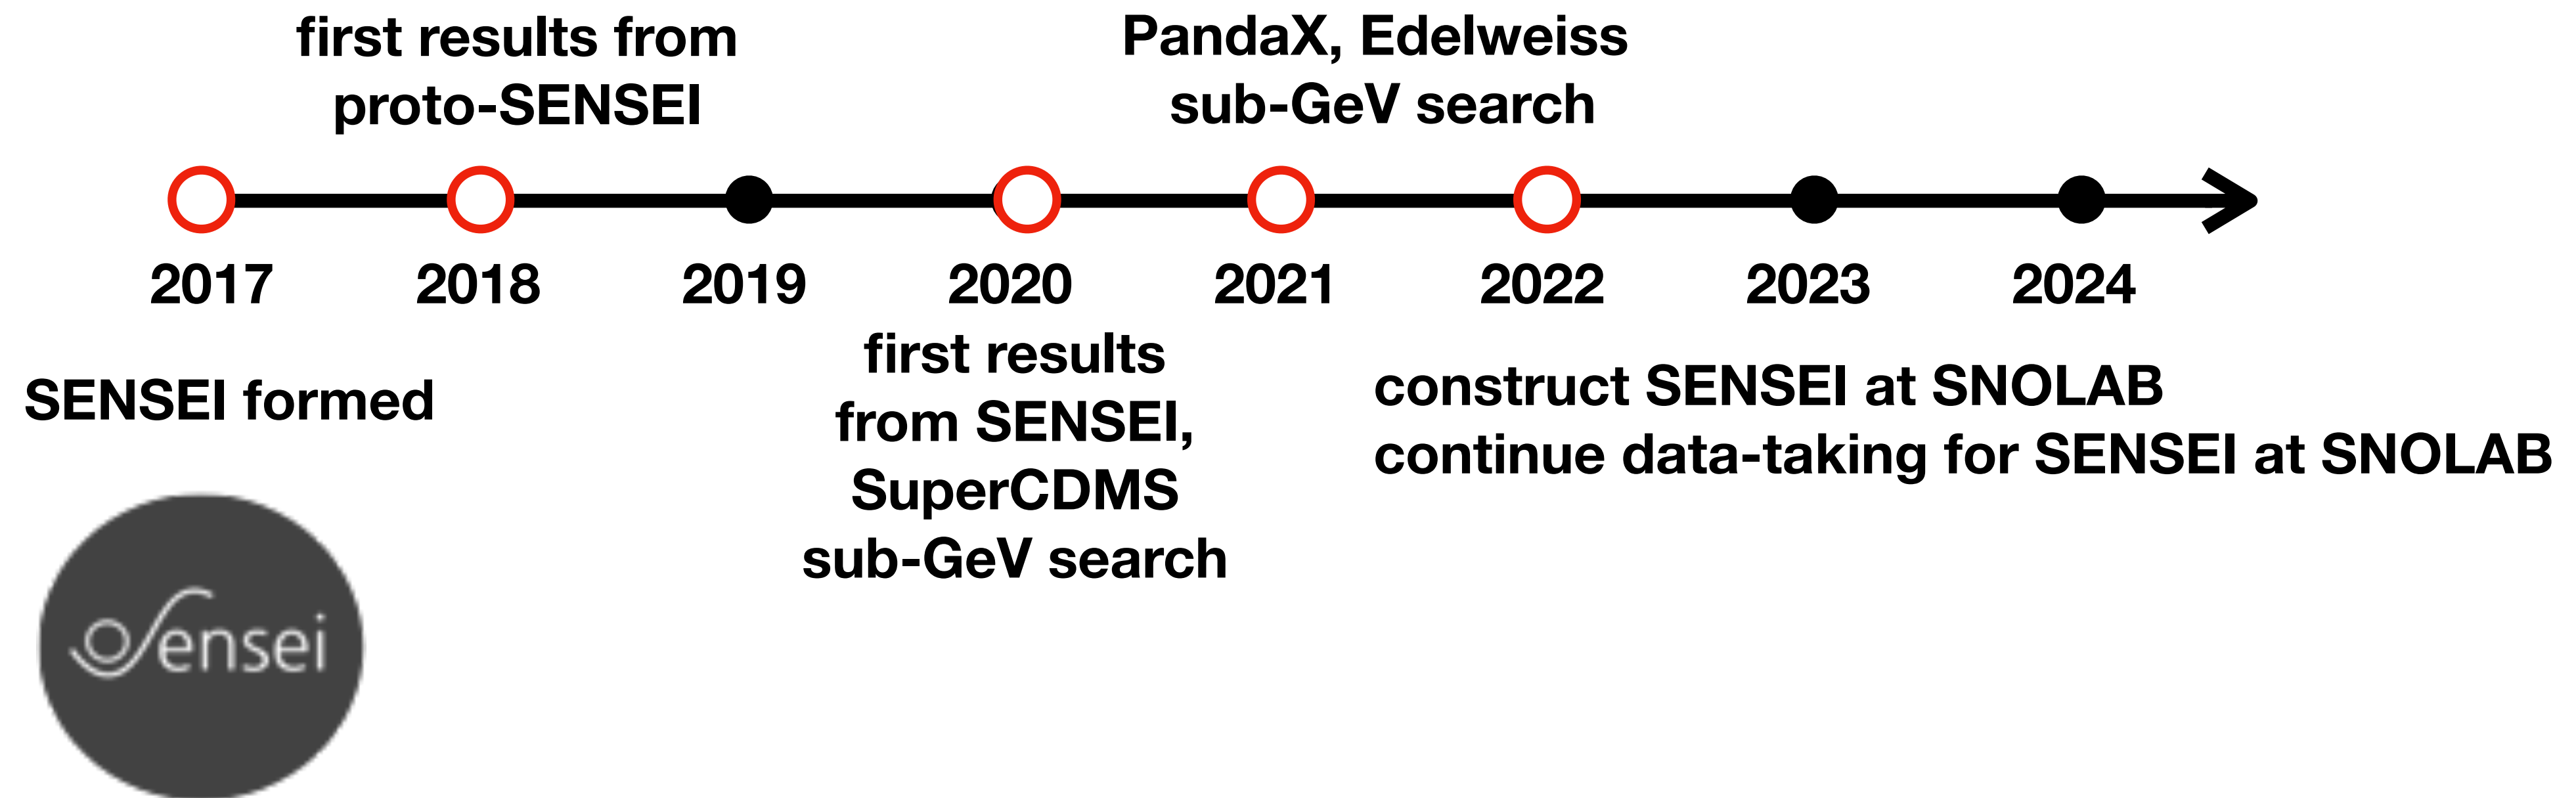 first results from
proto-SENSEI
PandaX, Edelweiss
sub-GeV search
2017 2018 2019 2020 2021 2022 2023 2024
SENSEI formed
first results
from SENSEI,
SuperCDMS
sub-GeV search
construct SENSEI at SNOLAB
continue data-taking for SENSEI at SNOLAB
Sensei